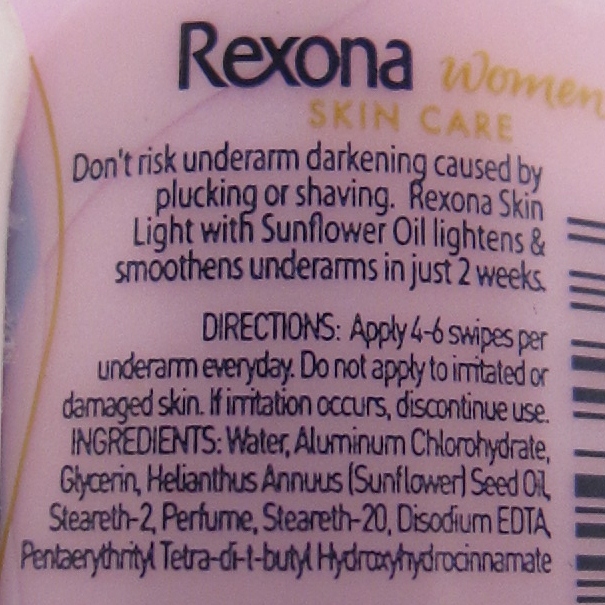 Rexona Women
SKIN CARE
Don't risk underarm darkening caused by
plucking or shaving. Rexona Skin
Light with Sunflower Oil lightens &
smoothens underarms in just 2 weeks.
DIRECTIONS: Apply 4-6 swipes per
underarm everyday. Do not apply to irritated or
damaged skin. If irritation occurs, discontinue use.
INGREDIENTS: Water, Aluminum Chlorohydrate,
Glycerin, Helianthus Annuus (Sunflower) Seed Oil,
Steareth-2, Perfume, Steareth-20, Disodium EDTA
Pentaerythrityl Tetra-di-t-butyl Hydroxyhydrocinnamate